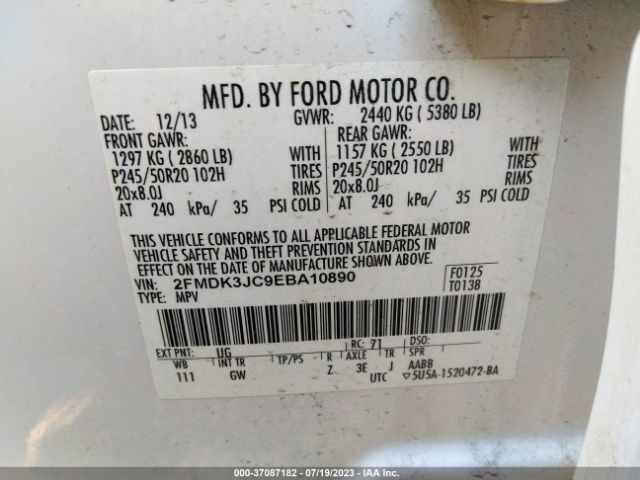 MFD. BY FORD MOTOR CO.
DATE: 12/13 GVWR: 2440 KG ( 5380 LB)
FRONT GAWR: REAR GAWR:
1297 KG ( 2860 LB) WITH 1157 KG ( 2550 LB) WITH
P245/50R20 102H TIRES P245/50R20 102H TIRES
20x8.0J RIMS 20x8.0J RIMS
AT 240 kPa/ 35 PSI COLD AT 240 kPa/ 35 PSI COLD
THIS VEHICLE CONFORMS TO ALL APPLICABLE FEDERAL MOTOR
VEHICLE SAFETY AND THEFT PREVENTION STANDARDS IN
EFFECT ON THE DATE OF MANUFACTURE SHOWN ABOVE.
VIN: 2FMDK3JC9EBA10890 F0125
TYPE: MPV T0138
EXT PNT: UG RC: 71 DSO:
WB INT TR TP/PS R AXLE TR SPR
111 GW Z 3E J AABB
UTC ▽5U5A-1520472-BA
000-37087182 / 07/19/2023 - IAA Inc.